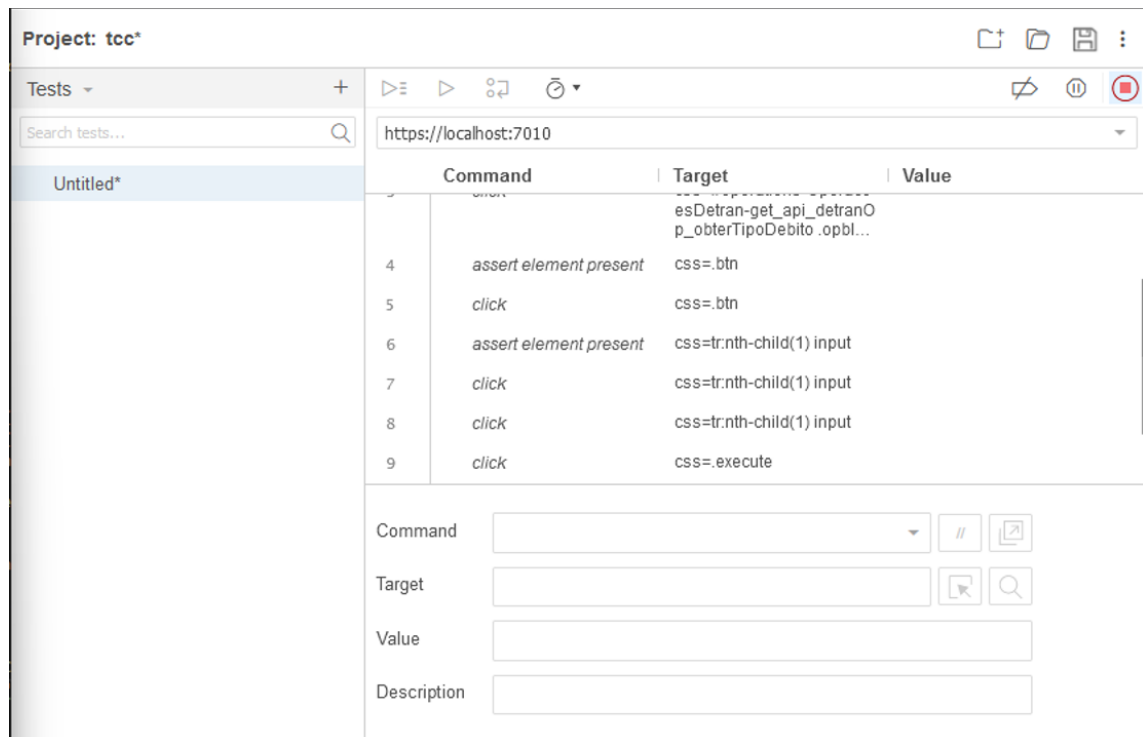 Project: tcc*
Tests
Search tests...
Untitled*
https://localhost:7010
Command Target Value
click
esDetran-get_api_detranO
p_obterTipoDebito .opbl...
4 assert element present css=.btn
5 click css=.btn
6 assert element present css=tr:nth-child(1) input
7 click css=tr:nth-child(1) input
8 click css=tr:nth-child(1) input
9 click css=.execute
Command
//
Target
Value
Description